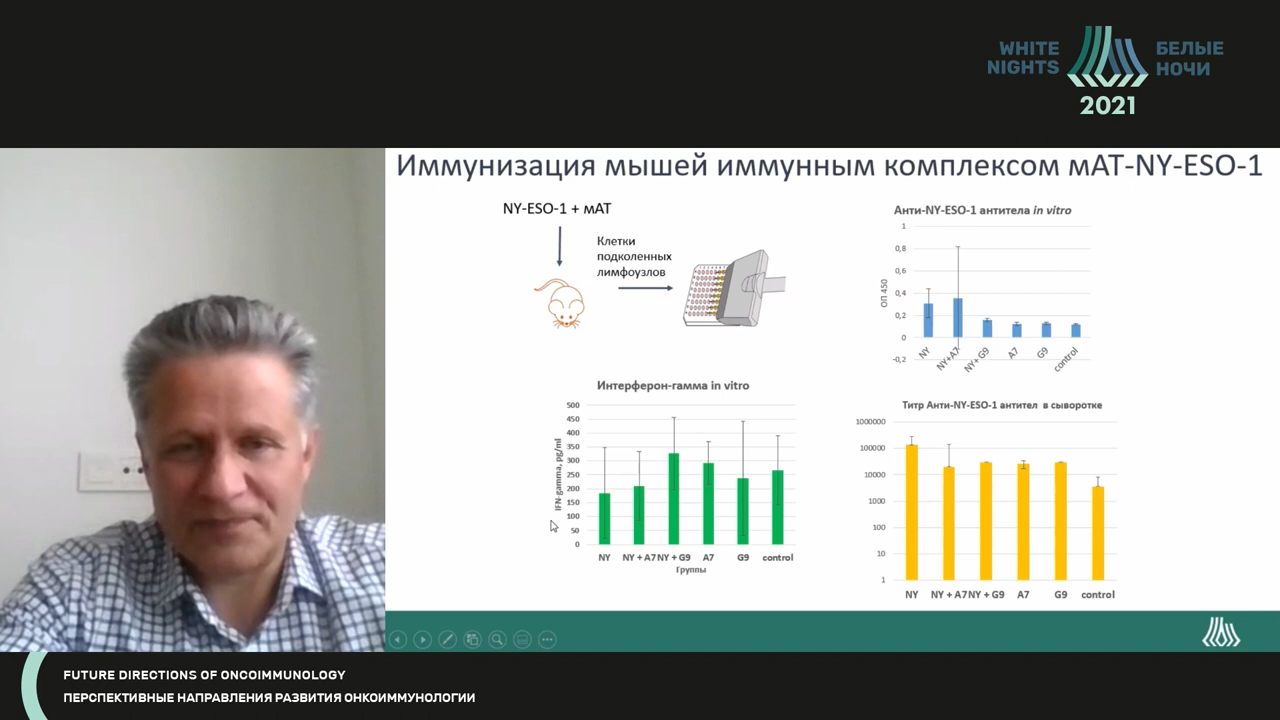 WHITE NIGHTS
БЕЛЫЕ НОЧИ
2021
Иммунизация мышей иммунным комплексом мАТ-NY-ESO-1
NY-ESO-1 + мАТ
Клетки
подколенных
лимфоузлов
Анти-NY-ESO-1 антитела in vitro
1
0,8
0,6
0,4
0,2
0
-0,2
ОП 450
NY
NY+A7
NY+ G9
A7
G9
control
Интерферон-гамма in vitro
500
450
400
350
300
250
200
150
100
50
0
IFN-gamma, pg/ml
NY
NY + A7
NY + G9
A7
G9
control
Группы
Титр Анти-NY-ESO-1 антител в сыворотке
1000000
100000
10000
1000
100
10
1
NY
NY + A7
NY + G9
A7
G9
control
FUTURE DIRECTIONS OF ONCOIMMUNOLOGY
ПЕРСПЕКТИВНЫЕ НАПРАВЛЕНИЯ РАЗВИТИЯ ОНКОИММУНОЛОГИИ